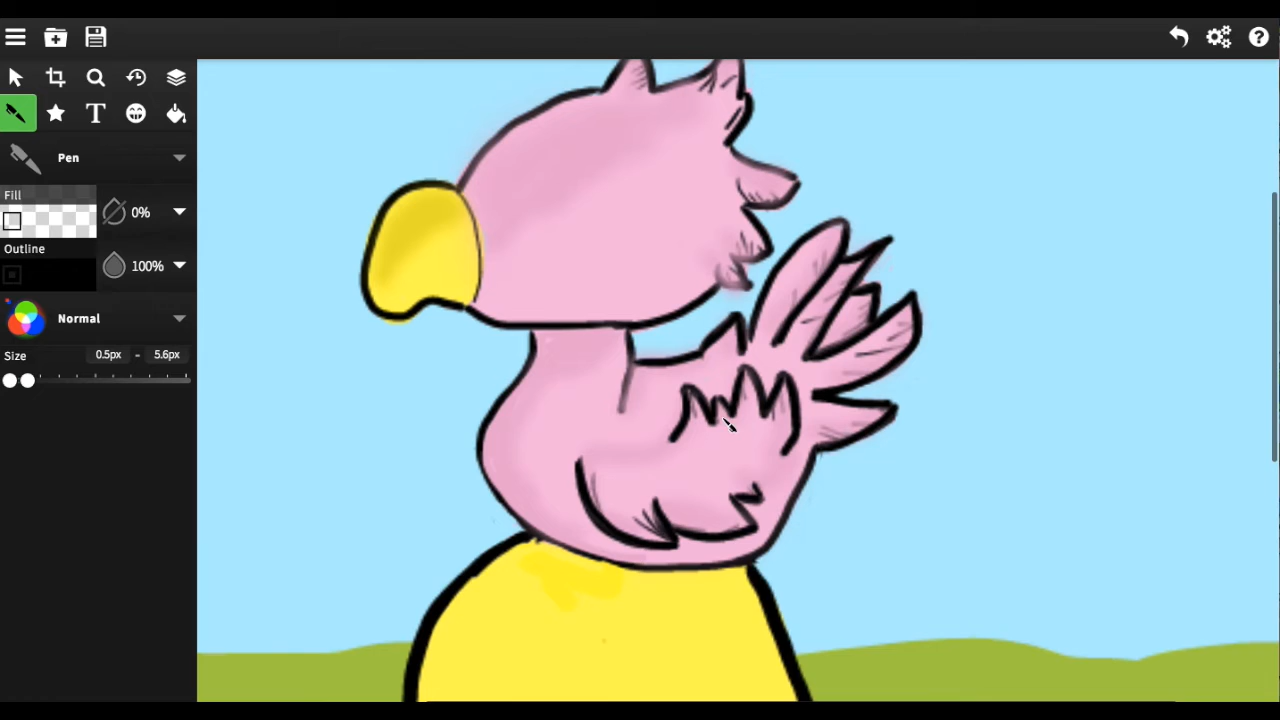 T
Pen
Fill
0%
Outline
100%
Normal
Size
0.5px - 5.6px